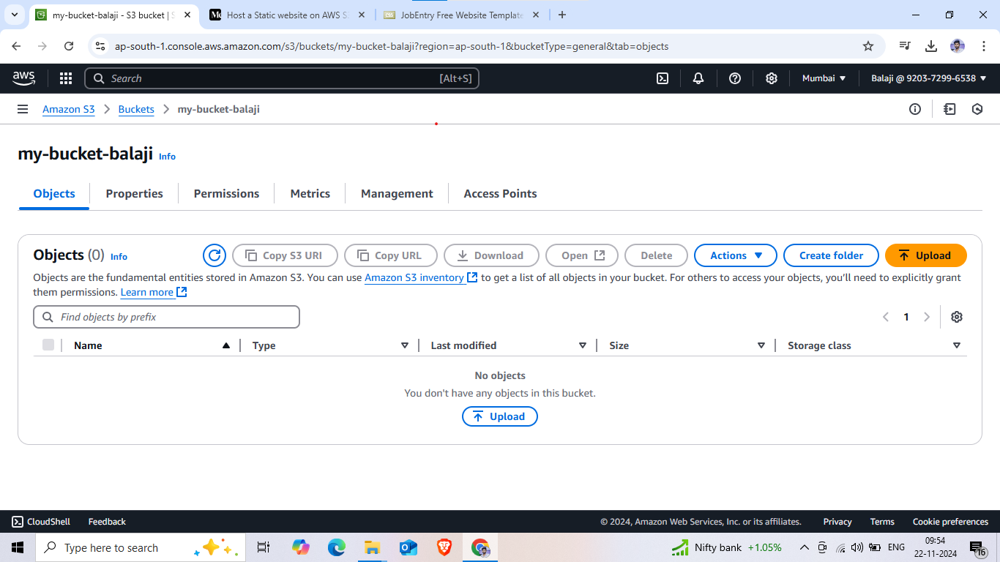 my-bucket-balaji - S3 bucket | S
Host a Static website on AWS S
JobEntry Free Website Template
ap-south-1.console.aws.amazon.com/s3/buckets/my-bucket-balaji?region=ap-south-1&bucketType=general&tab=objects
aws
Search
[Alt+S]
Mumbai
Balaji @ 9203-7299-6538
Amazon S3
Buckets
my-bucket-balaji
my-bucket-balaji Info
Objects
Properties
Permissions
Metrics
Management
Access Points
Objects (0) Info
Copy S3 URI
Copy URL
Download
Open
Delete
Actions
Create folder
Upload
Objects are the fundamental entities stored in Amazon S3. You can use Amazon S3 inventory to get a list of all objects in your bucket. For others to access your objects, you'll need to explicitly grant
them permissions. Learn more
Find objects by prefix
1
Name
Type
Last modified
Size
Storage class
No objects
You don't have any objects in this bucket.
Upload
CloudShell
Feedback
© 2024, Amazon Web Services, Inc. or its affiliates.
Privacy
Terms
Cookie preferences
Type here to search
Nifty bank +1.05%
ENG
09:54
22-11-2024
16